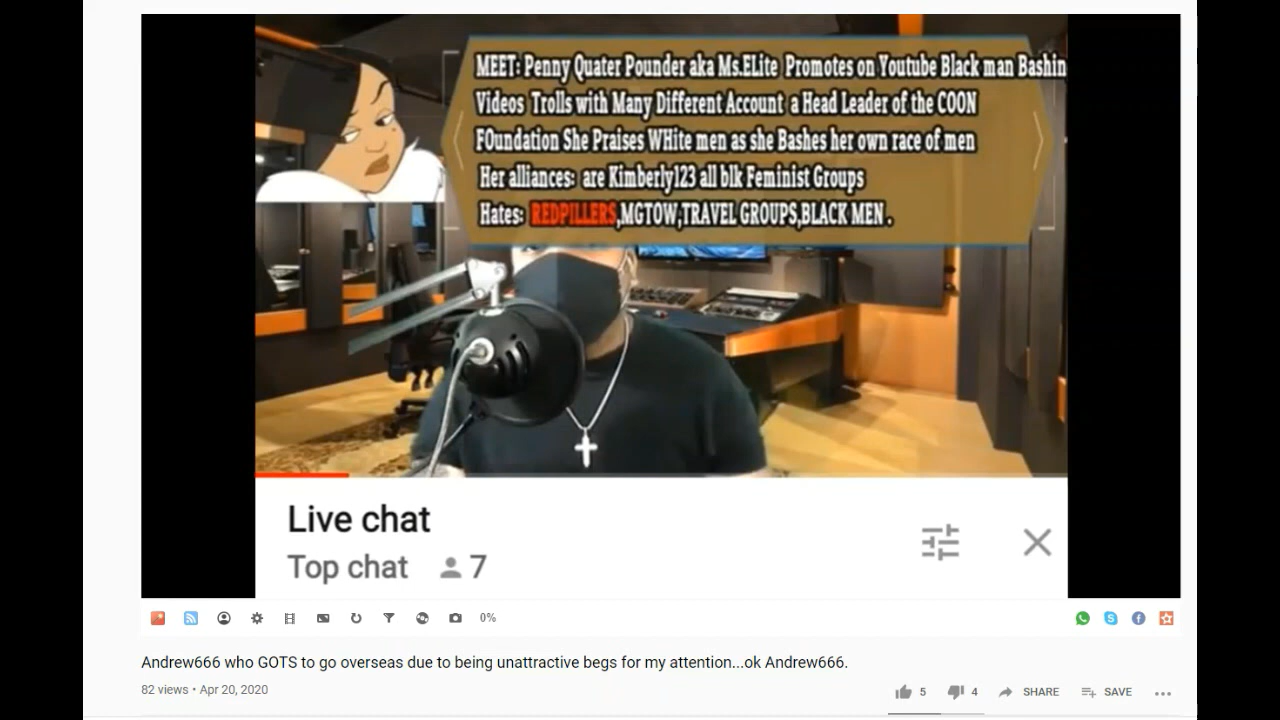 MEET: Penny Quater Pounder aka Ms.ELite Promotes on Youtube Black man Bashin
Videos Trolls with Many Different Account a Head Leader of the COON
FOundation She Praises WHite men as she Bashes her own race of men
Her alliances: are Kimberly123 all blk Feminist Groups
Hates: REDPILLERS,MGTOW,TRAVEL GROUPS,BLACK MEN .
Live chat
Top chat 7
0%
Andrew666 who GOTS to go overseas due to being unattractive begs for my attention...ok Andrew666.
82 views • Apr 20, 2020
5 4 SHARE SAVE